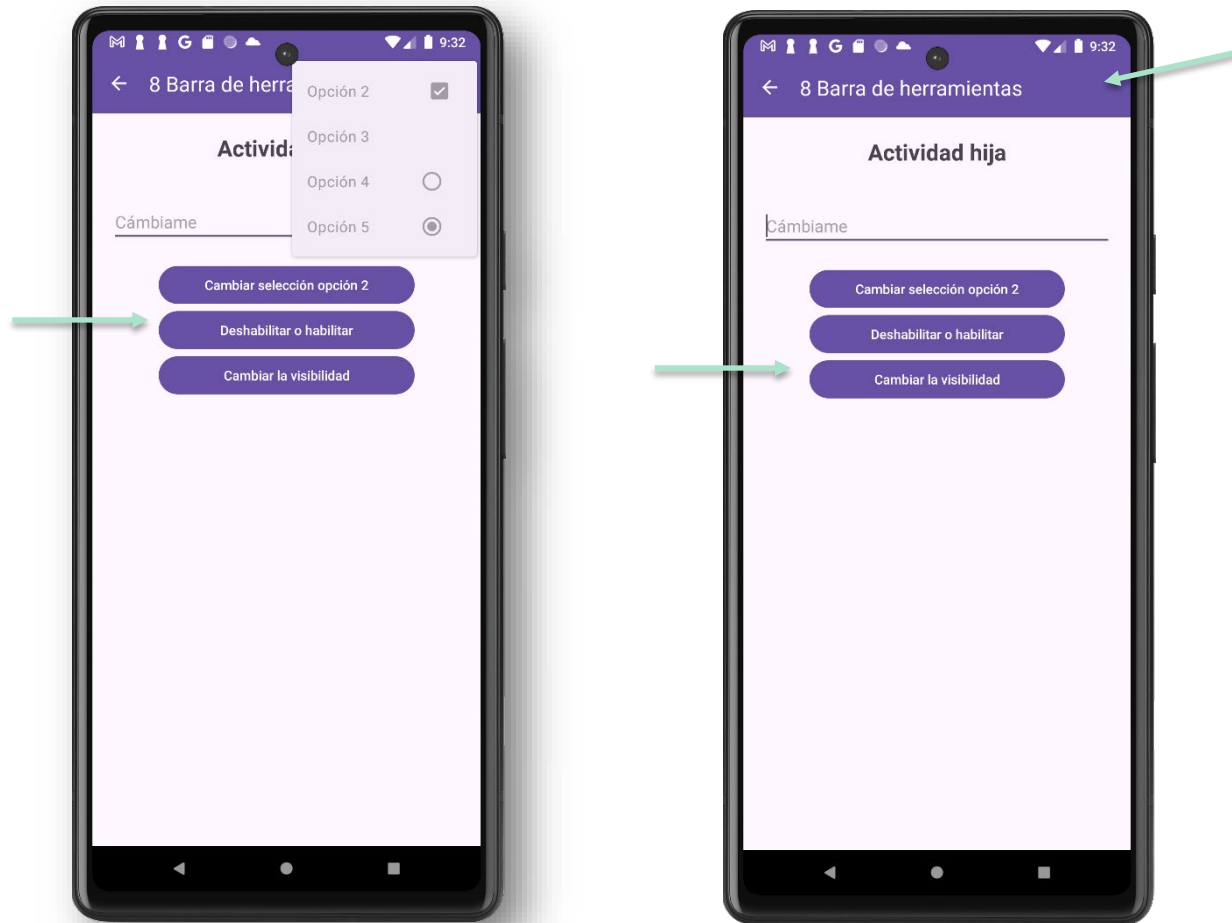 9:32
8 Barra de herra
Opción 2
Opción 3
Opción 4
Opción 5
Activida
Cámbiame
Cambiar selección opción 2
Deshabilitar o habilitar
Cambiar la visibilidad
9:32
8 Barra de herramientas
Actividad hija
Cámbiame
Cambiar selección opción 2
Deshabilitar o habilitar
Cambiar la visibilidad